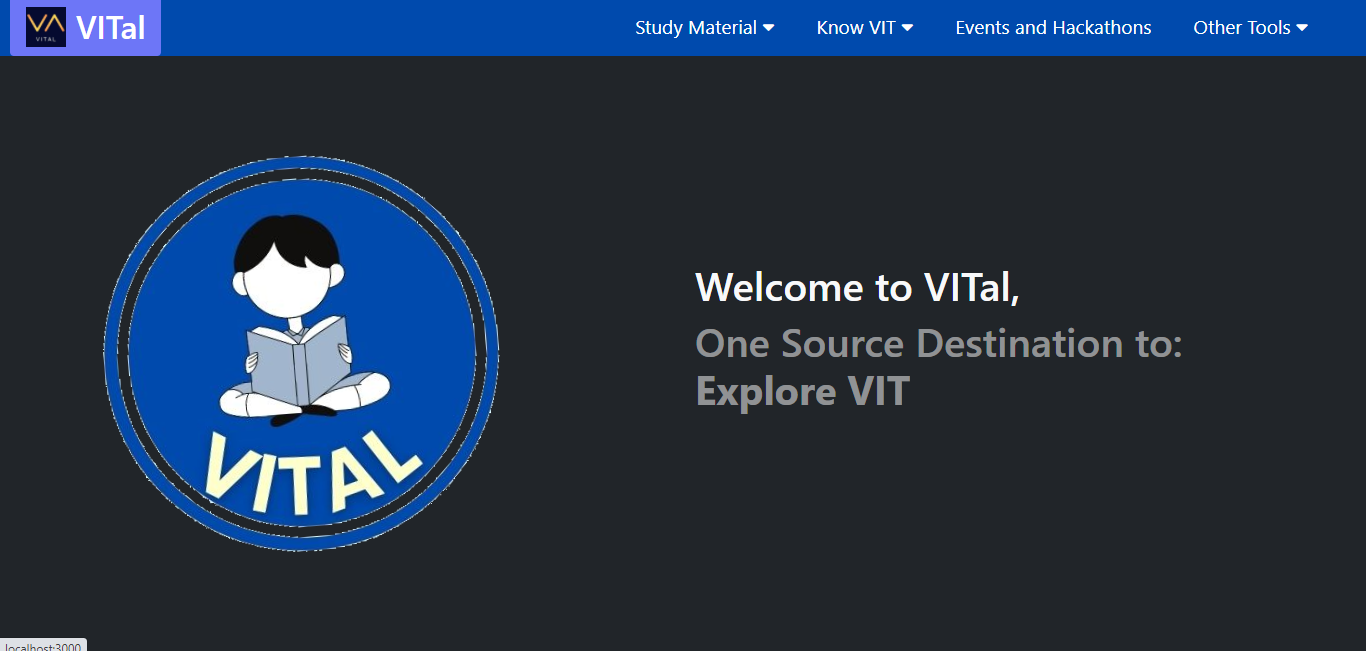 VA
VITAL
VITal
Study Material
Know VIT
Events and Hackathons
Other Tools
VITAL
Welcome to VITal,
One Source Destination to:
Explore VIT
localhost:3000